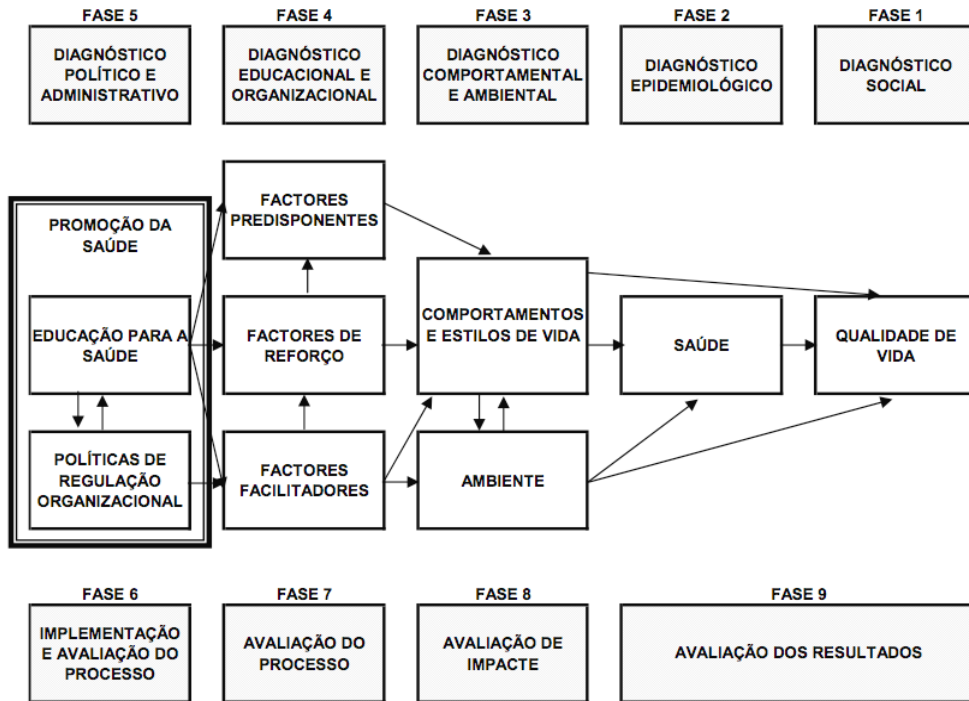 FASE 5
FASE 4
FASE 3
FASE 2
FASE 1
DIAGNÓSTICO
POLÍTICO E
ADMINISTRATIVO
DIAGNÓSTICO
EDUCACIONAL E
ORGANIZACIONAL
DIAGNÓSTICO
COMPORTAMENTAL
E AMBIENTAL
DIAGNÓSTICO
EPIDEMIOLÓGICO
DIAGNÓSTICO
SOCIAL
PROMOÇÃO DA
SAÚDE
EDUCAÇÃO PARA A
SAÚDE
POLÍTICAS DE
REGULAÇÃO
ORGANIZACIONAL
FACTORES
PREDISPONENTES
FACTORES DE
REFORÇO
FACTORES
FACILITADORES
COMPORTAMENTOS
E ESTILOS DE VIDA
AMBIENTE
SAÚDE
QUALIDADE DE
VIDA
FASE 6
FASE 7
FASE 8
FASE 9
IMPLEMENTAÇÃO
E AVALIAÇÃO DO
PROCESSO
AVALIAÇÃO DO
PROCESSO
AVALIAÇÃO DE
IMPACTE
AVALIAÇÃO DOS RESULTADOS